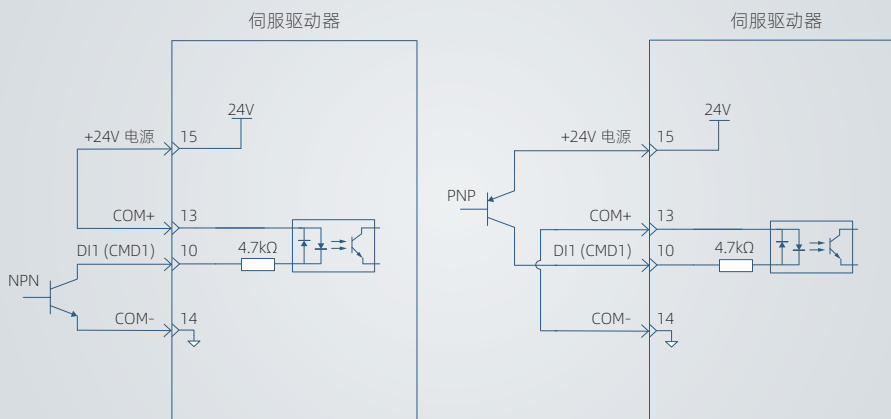 伺服驱动器
24V
+24V 电源
15
COM+
13
DI1 (CMD1)
10
4.7kΩ
NPN
COM-
14
伺服驱动器
24V
+24V 电源
15
PNP
COM+
13
DI1 (CMD1)
10
4.7kΩ
COM-
14